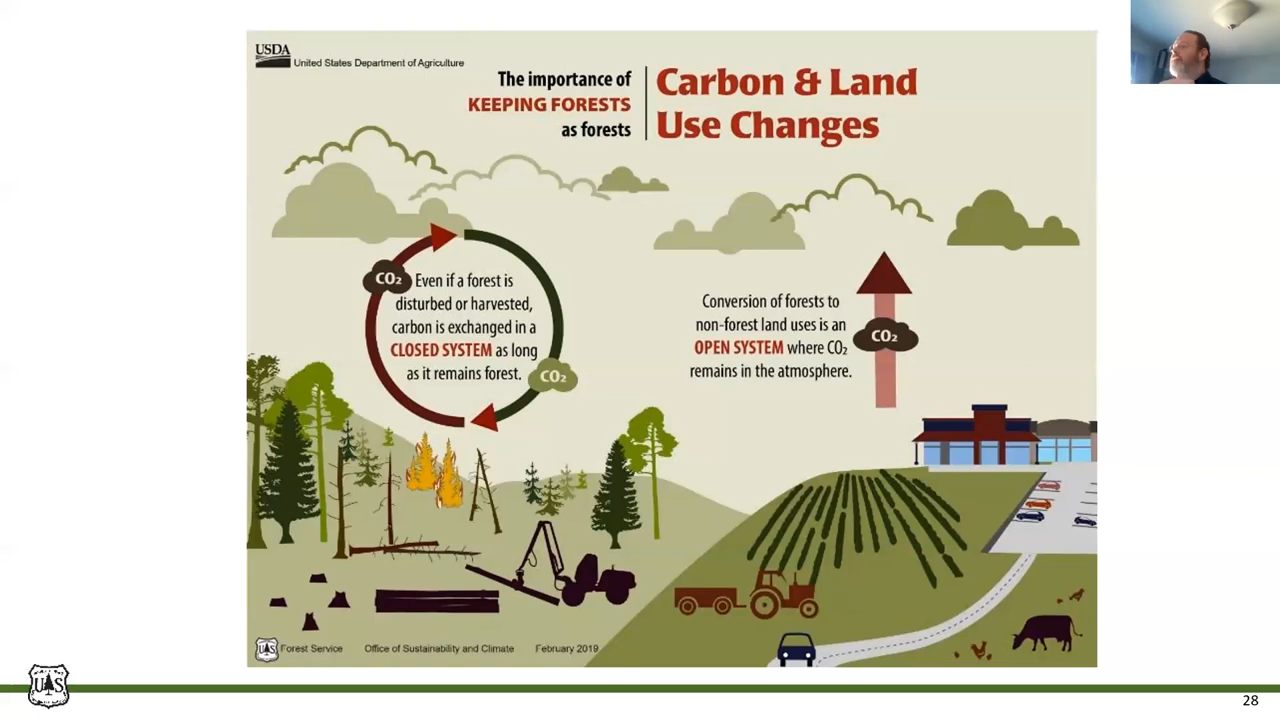 USDA
United States Department of Agriculture
The importance of
KEEPING FORESTS
as forests
Carbon & Land
Use Changes
CO₂
Even if a forest is
disturbed or harvested,
carbon is exchanged in a
CLOSED SYSTEM as long
as it remains forest.
CO₂
Conversion of forests to
non-forest land uses is an
OPEN SYSTEM where CO₂
remains in the atmosphere.
CO₂
Forest Service Office of Sustainability and Climate February 2019
U S
28